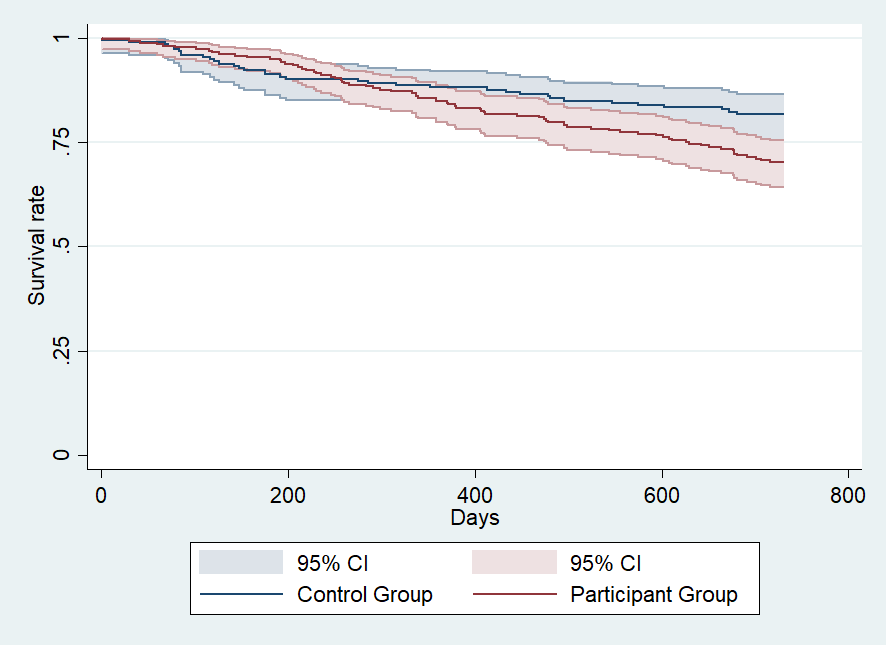 Survival rate
1
.75
.5
.25
0
0 200 400 600 800
Days
95% CI 95% CI
Control Group Participant Group